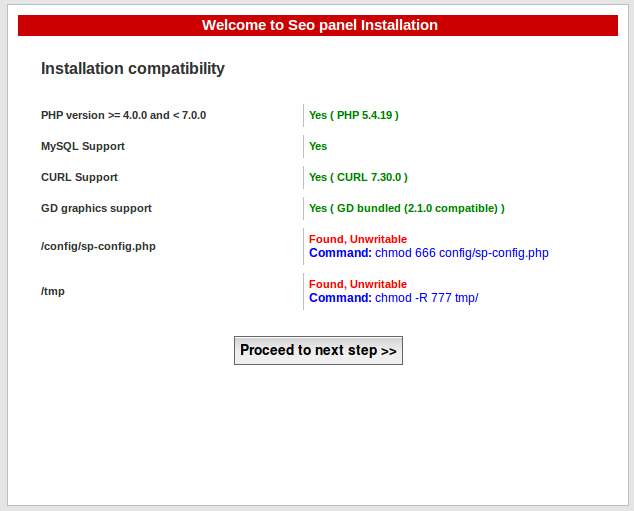 Welcome to Seo panel Installation
Installation compatibility
PHP version >= 4.0.0 and < 7.0.0 Yes ( PHP 5.4.19 )
MySQL Support Yes
CURL Support Yes ( CURL 7.30.0 )
GD graphics support Yes ( GD bundled (2.1.0 compatible) )
/config/sp-config.php Found, Unwritable
Command: chmod 666 config/sp-config.php
/tmp Found, Unwritable
Command: chmod -R 777 tmp/
Proceed to next step >>